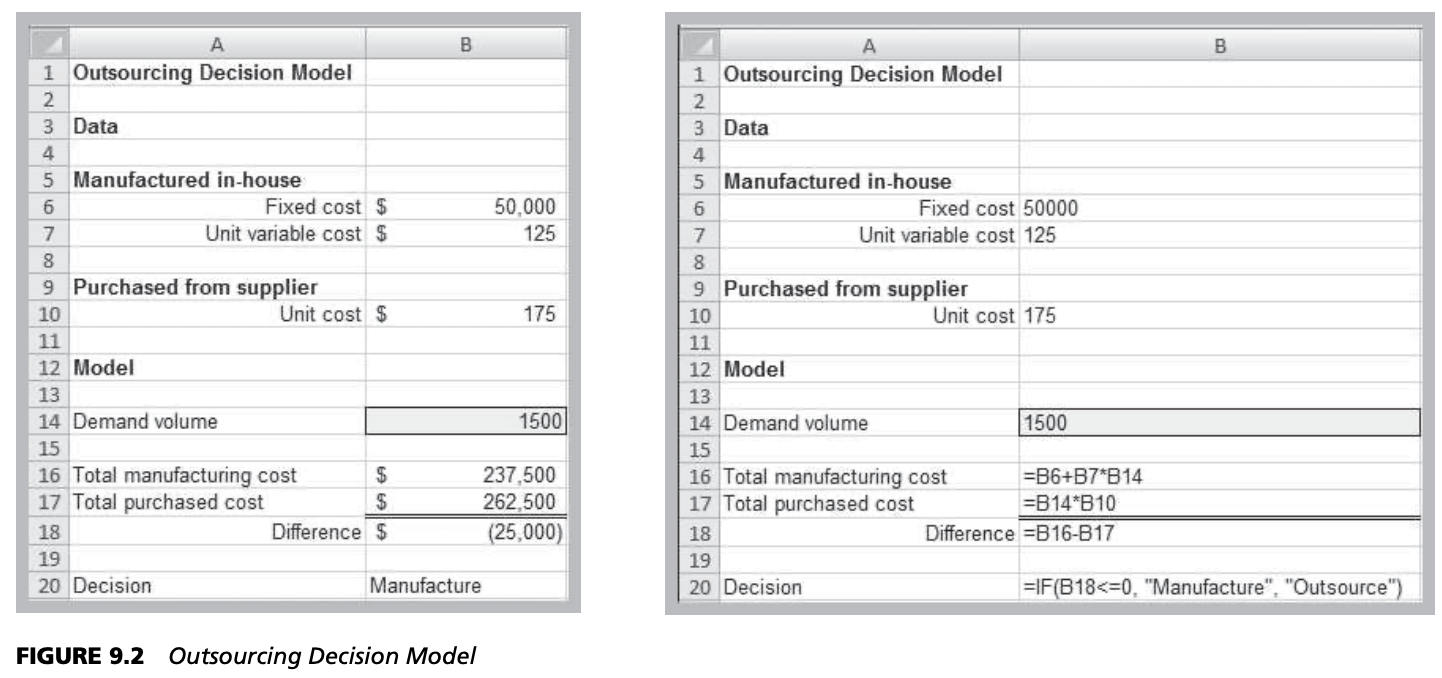 A B
1 Outsourcing Decision Model
2
3 Data
4
5 Manufactured in-house
6 Fixed cost $ 50,000
7 Unit variable cost $ 125
8
9 Purchased from supplier
10 Unit cost $ 175
11
12 Model
13
14 Demand volume 1500
15
16 Total manufacturing cost $ 237,500
17 Total purchased cost $ 262,500
18 Difference $ (25,000)
19
20 Decision Manufacture
A B
1 Outsourcing Decision Model
2
3 Data
4
5 Manufactured in-house
6 Fixed cost 50000
7 Unit variable cost 125
8
9 Purchased from supplier
10 Unit cost 175
11
12 Model
13
14 Demand volume 1500
15
16 Total manufacturing cost =B6+B7*B14
17 Total purchased cost =B14*B10
18 Difference =B16-B17
19
20 Decision =IF(B18<=0, "Manufacture", "Outsource")
FIGURE 9.2 Outsourcing Decision Model